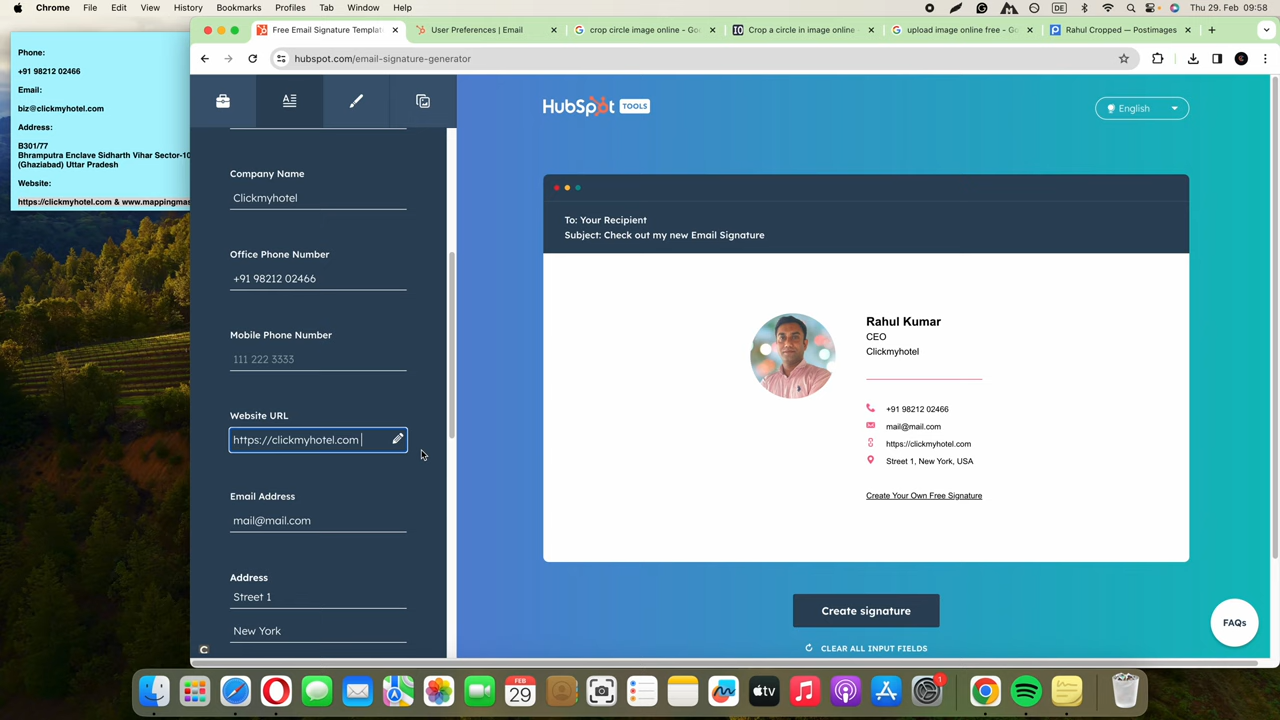 Chrome File Edit View History Bookmarks Profiles Tab Window Help
DE
Thu 29. Feb 09:58
Phone:
+91 98212 02466
Email:
biz@clickmyhotel.com
Address:
B301/77
Bhramputra Enclave Sidharth Vihar Sector-10
(Ghaziabad) Uttar Pradesh
Website:
https://clickmyhotel.com & www.mappingmas
Free Email Signature Templat
User Preferences | Email
crop circle image online - Go
Crop a circle in image online
upload image online free - Go
Rahul Cropped — Postimages
hubspot.com/email-signature-generator
Company Name
Clickmyhotel
Office Phone Number
+91 98212 02466
Mobile Phone Number
111 222 3333
Website URL
https://clickmyhotel.com
Email Address
mail@mail.com
Address
Street 1
New York
HubSpot TOOLS
English
To: Your Recipient
Subject: Check out my new Email Signature
Rahul Kumar
CEO
Clickmyhotel
+91 98212 02466
mail@mail.com
https://clickmyhotel.com
Street 1, New York, USA
Create Your Own Free Signature
Create signature
CLEAR ALL INPUT FIELDS
FAQs
FEB
29
tv
1